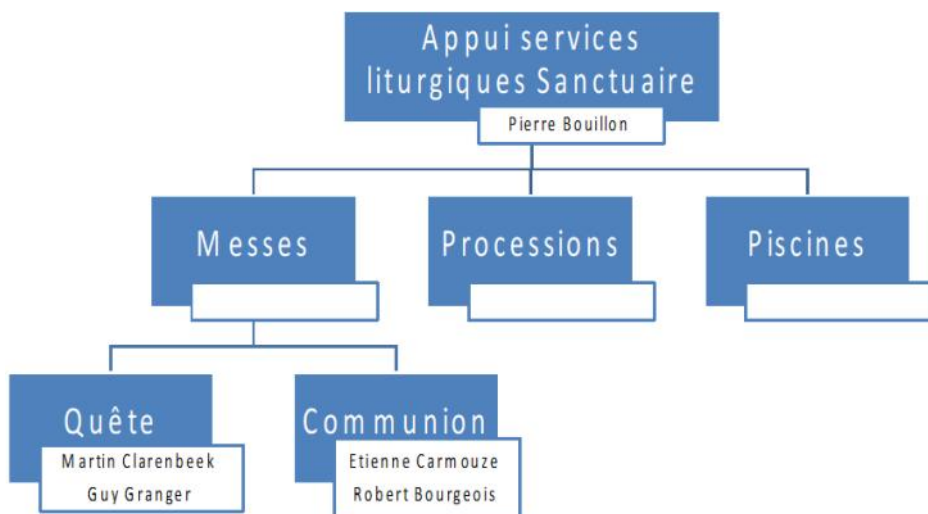 Appui services
liturgiques Sanctuaire
Pierre Bouillon
Messes
Processions
Piscines
Quête
Martin Clarenbeek
Guy Granger
Communion
Etienne Carmouze
Robert Bourgeois